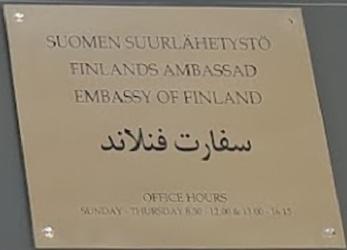 SUOMEN SUURLÄHETYSTÖ
FINLANDS AMBASSAD
EMBASSY OF FINLAND
سفارت فنلاند
OFFICE HOURS
SUNDAY - THURSDAY 8.30 - 12.00 & 13.00 - 16.15